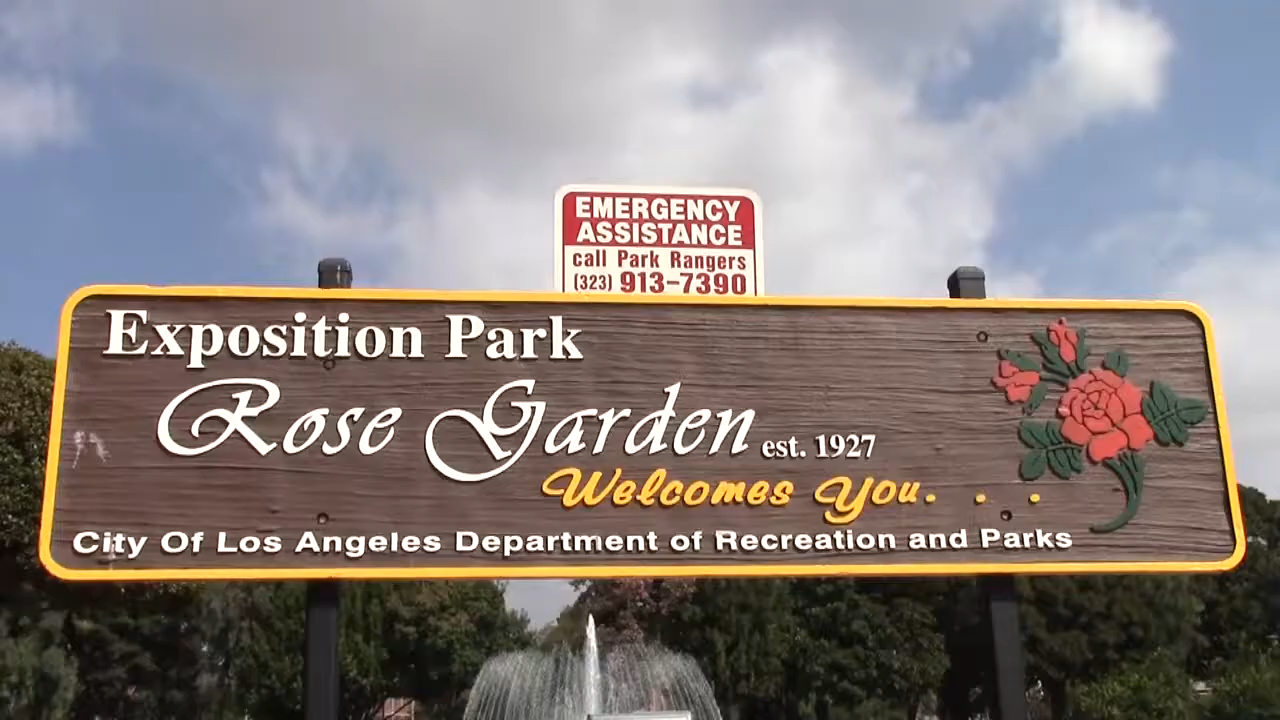 EMERGENCY
ASSISTANCE
call Park Rangers
(323) 913-7390
Exposition Park
Rose Garden est. 1927
Welcomes You. . .
City Of Los Angeles Department of Recreation and Parks